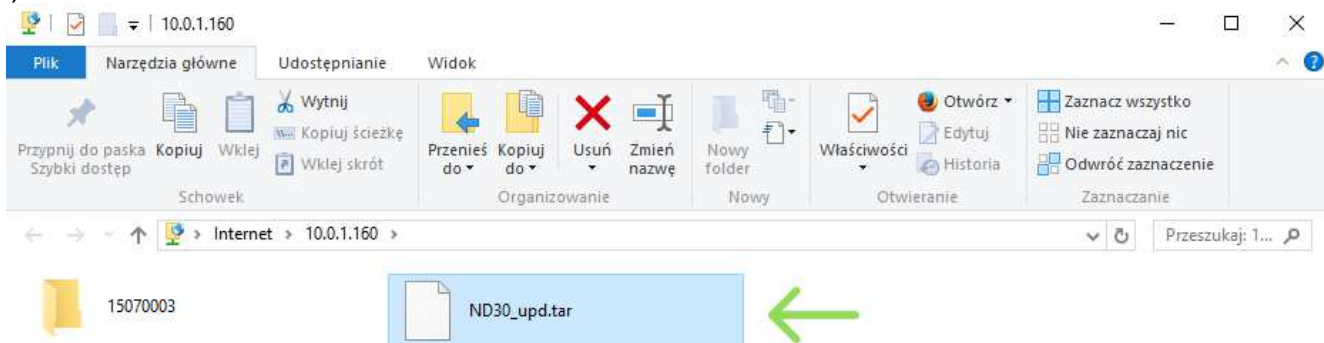 10.0.1.160
Plik Narzędzia główne Udostępnianie Widok
Przypnij do paska Szybki dostęp
Kopiuj
Wklej
Wytnij
Kopiuj ścieżkę
Wklej skrót
Schowek
Przenieś do
Kopiuj do
Usuń
Zmień nazwę
Organizowanie
Nowy folder
Nowy
Właściwości
Otwórz
Edytuj
Historia
Otwieranie
Zaznacz wszystko
Nie zaznaczaj nic
Odwróć zaznaczenie
Zaznaczanie
Internet > 10.0.1.160 >
Przeszukaj: 1...
15070003
ND30_upd.tar